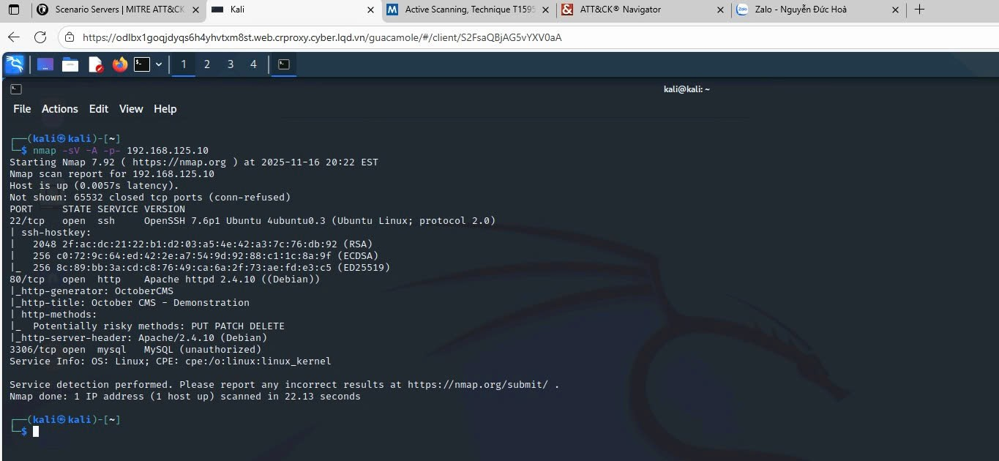 Scenario Servers | MITRE ATT&CK
Kali
Active Scanning, Technique T1595
ATT&CK® Navigator
Zalo - Nguyễn Đức Hoà
https://odlbx1goqjdyqs6h4yhvtxm8st.web.crproxy.cyber.lqd.vn/guacamole/#/client/S2FsaQBjAG5vYXV0aA
1 2 3 4
kali@kali: ~
File Actions Edit View Help
┌──(kali㉿kali)-[~]
└─$ nmap -sV -A -p- 192.168.125.10
Starting Nmap 7.92 ( https://nmap.org ) at 2025-11-16 20:22 EST
Nmap scan report for 192.168.125.10
Host is up (0.0057s latency).
Not shown: 65532 closed tcp ports (conn-refused)
PORT     STATE SERVICE VERSION
22/tcp   open  ssh     OpenSSH 7.6p1 Ubuntu 4ubuntu0.3 (Ubuntu Linux; protocol 2.0)
| ssh-hostkey:
|   2048 2f:ac:dc:21:22:b1:d2:03:a5:4e:42:a3:7c:76:db:92 (RSA)
|   256 c0:72:9c:64:ed:42:2e:a7:54:9d:92:88:c1:1c:8a:9f (ECDSA)
|_  256 8c:89:bb:3a:cd:c8:76:49:ca:6a:2f:73:ae:fd:e3:c5 (ED25519)
80/tcp   open  http    Apache httpd 2.4.10 ((Debian))
|_http-generator: OctoberCMS
|_http-title: October CMS - Demonstration
| http-methods:
|_  Potentially risky methods: PUT PATCH DELETE
|_http-server-header: Apache/2.4.10 (Debian)
3306/tcp open  mysql   MySQL (unauthorized)
Service Info: OS: Linux; CPE: cpe:/o:linux:linux_kernel
Service detection performed. Please report any incorrect results at https://nmap.org/submit/ .
Nmap done: 1 IP address (1 host up) scanned in 22.13 seconds
┌──(kali㉿kali)-[~]
└─$